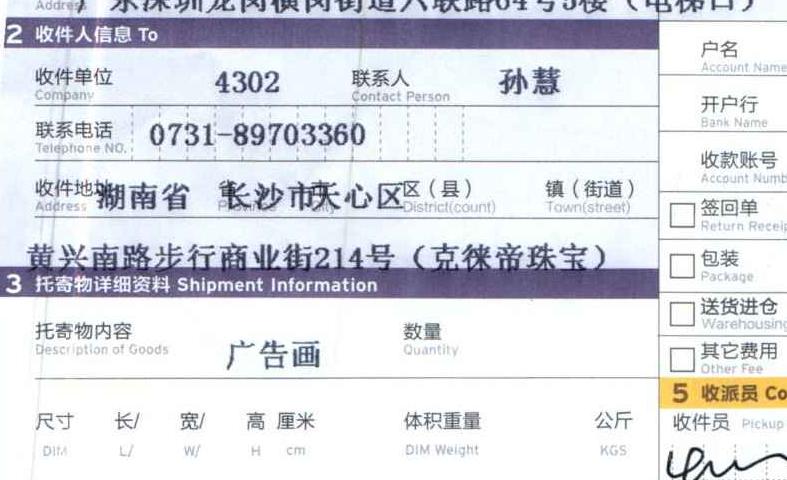 Address 东深圳龙岗横岗街道六联路64号5楼（电梯口）
2 收件人信息 To
收件单位 4302 联系人 孙慧
Company Contact Person
联系电话 0731-89703360
Telephone NO.
收件地址 湖南省 省 长沙市 市 天心区 区（县） 镇（街道）
Address Province City District(count) Town(street)
黄兴南路步行商业街214号（克徕帝珠宝）
3 托寄物详细资料 Shipment Information
托寄物内容 广告画 数量
Description of Goods Quantity
尺寸 长/ 宽/ 高 厘米 体积重量 公斤
DIM L/ W/ H cm DIM Weight KGS
户名
Account Name
开户行
Bank Name
收款账号
Account Numb
签回单
Return Receip
包装
Package
送货进仓
Warehousing
其它费用
Other Fee
5 收派员 Co
收件员 Pickup